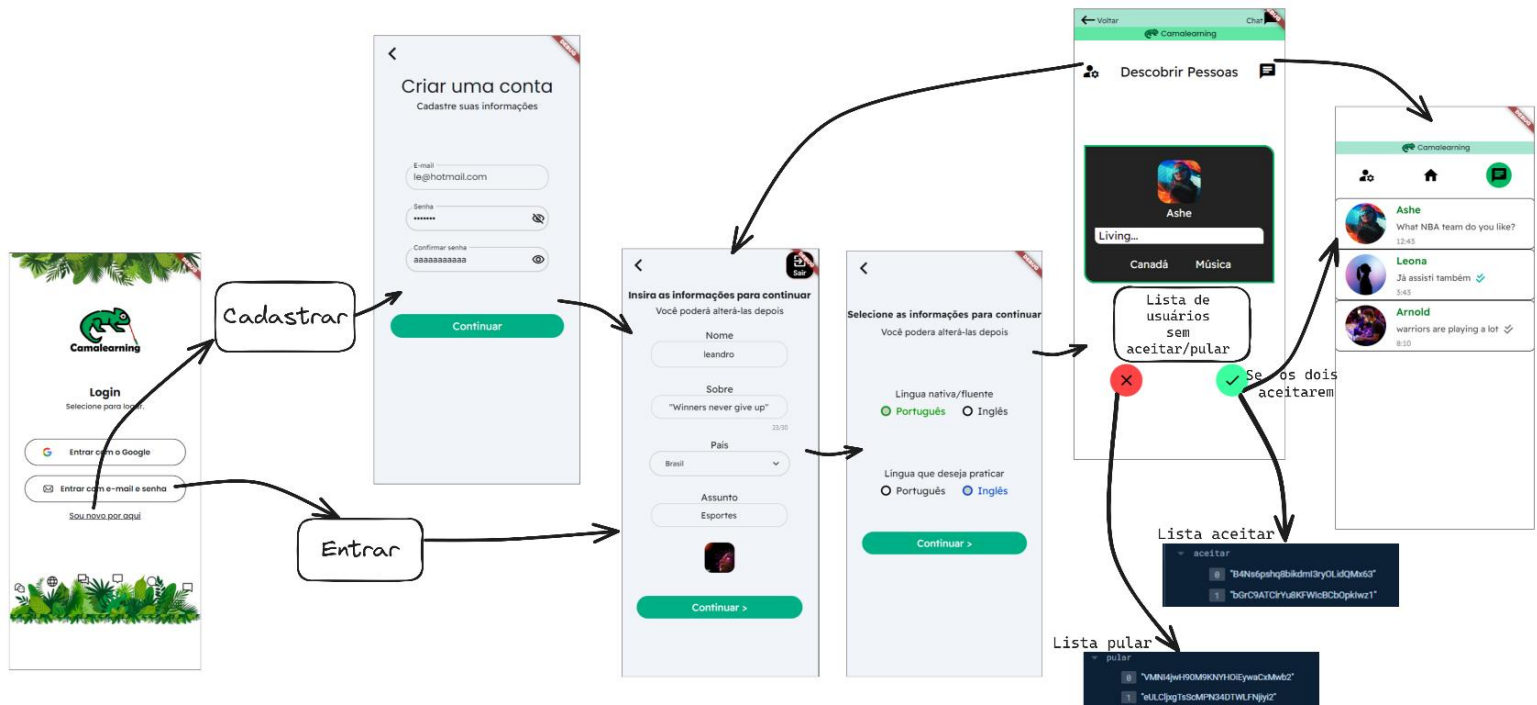 Camalearning
Login
Selecione para logar.
Entrar com o Google
Entrar com e-mail e senha
Sou novo por aqui
Cadastrar
Entrar
DEBUG
Criar uma conta
Cadastre suas informações
E-mail
le@hotmail.com
Senha
•••••••
Confirmar senha
aaaaaaaaaaa
Continuar
Sair
Insira as informações para continuar
Você poderá alterá-las depois
Nome
leandro
Sobre
"Winners never give up"
23/30
País
Brasil
Assunto
Esportes
Continuar >
DEBUG
Selecione as informações para continuar
Você podera alterá-las depois
Língua nativa/fluente
Português Inglês
Lingua que deseja praticar
Português Inglês
Continuar >
Voltar Chat
Camalearning
Descobrir Pessoas
Ashe
Living...
Canadá Música
Lista de
usuários
sem
aceitar/pular
Se os dois
aceitarem
DEBUG
Camalearning
Ashe
What NBA team do you like?
12:43
Leona
Já assisti também
3:43
Arnold
warriors are playing a lot
8:10
Lista aceitar
aceitar
0 "B4Ns6pshq8bikdmI3ryOLidQMx63"
1 "bGrC9ATClrYu8KFWIcBCbOpkIwz1"
Lista pular
pular
0 "VMNI4jwH90M9KNYHOiEywaCxMwb2"
1 "eULCljxgTsScMPN34DTWLFNjiyi2"